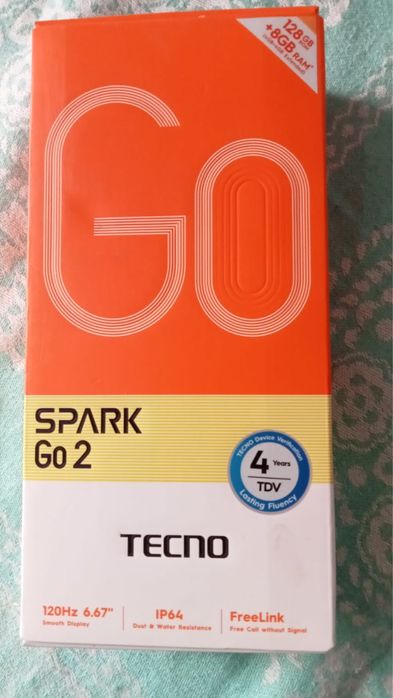 128GB
+8GB RAM*
Go
SPARK
Go 2
TECNO Device Verification
4 Years
TDV
Lasting Fluency
TECNO
120Hz 6.67"
Smooth Display
IP64
Dust & Water Resistance
FreeLink
Free Call without Signal